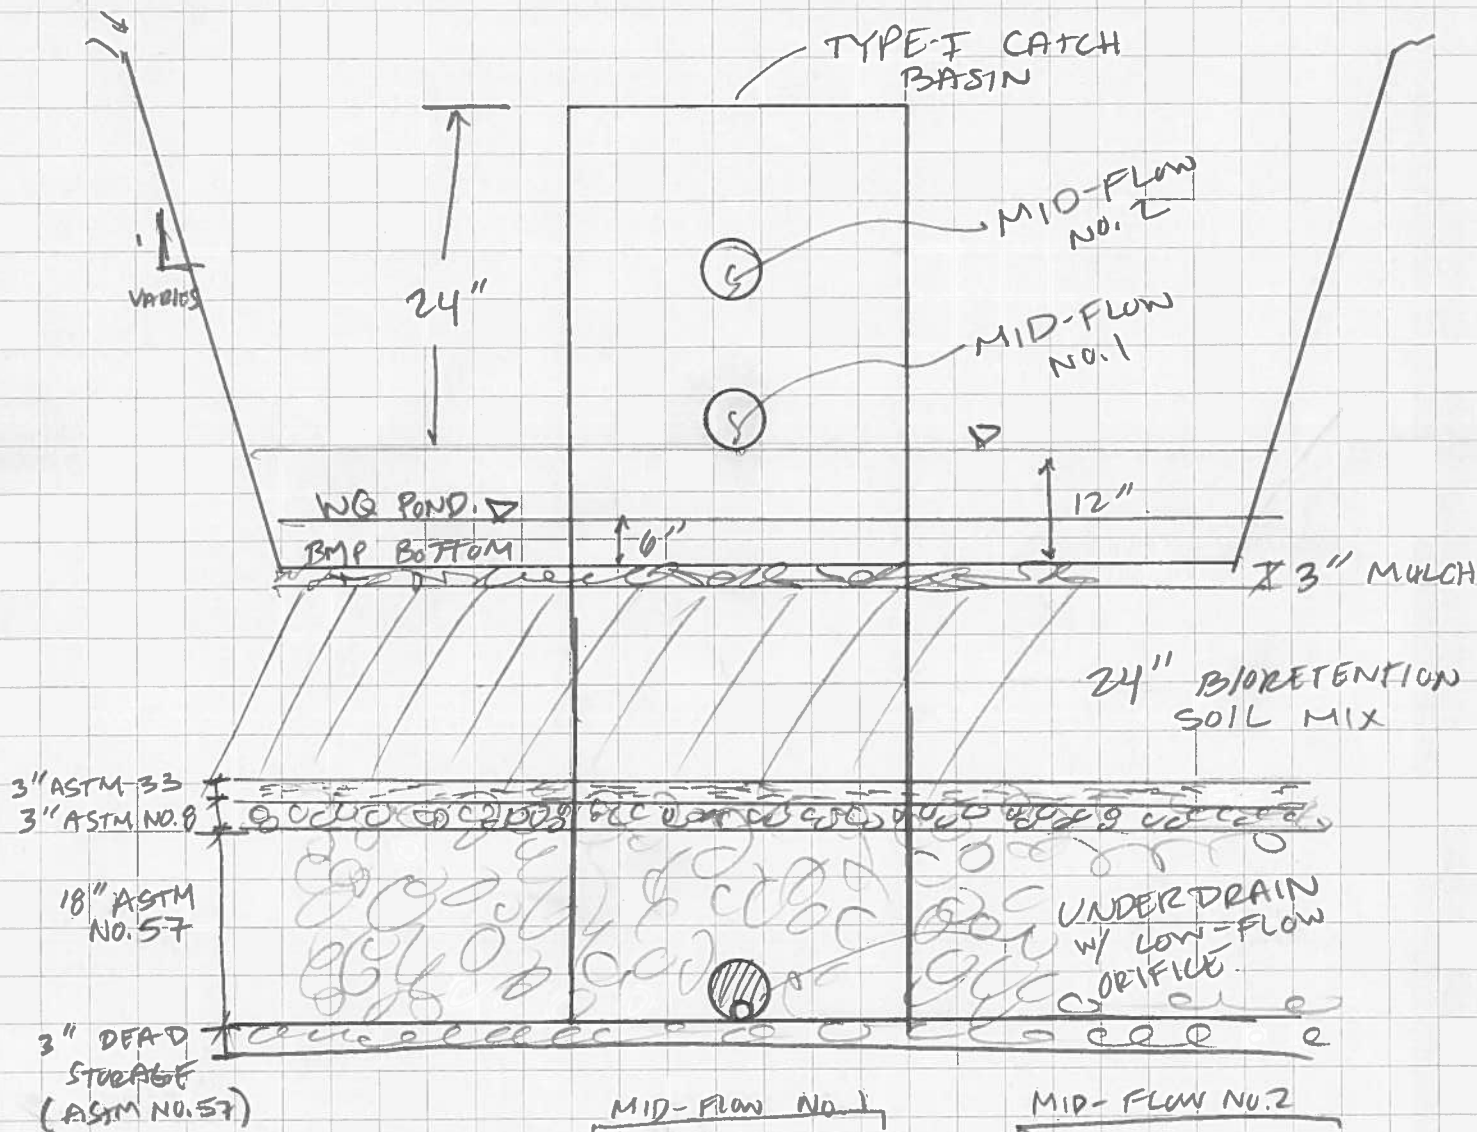 TYPE-I CATCH
BASIN
MID-FLOW
NO. 2
1
VARIES
24"
MID-FLOW
NO. 1
12"
WQ POND.
6"
BMP BOTTOM
3" MULCH
24" BIORETENTION
SOIL MIX
3" ASTM-33
3" ASTM NO. 8
18" ASTM
NO. 57
UNDERDRAIN
W/ LOW-FLOW
ORIFICE.
3" DEAD
STORAGE
(ASTM NO. 57)
MID-FLOW NO. 1
MID-FLOW NO. 2